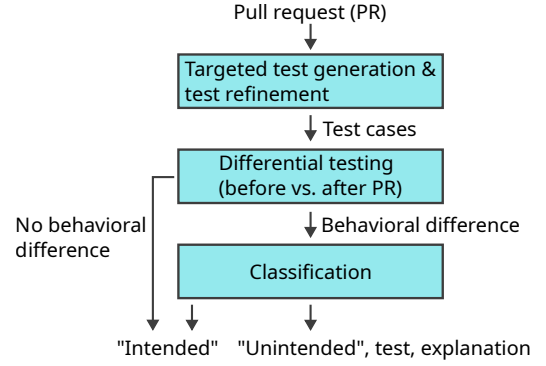 Pull request (PR)
Targeted test generation &
test refinement
Test cases
Differential testing
(before vs. after PR)
No behavioral
difference
Behavioral difference
Classification
"Intended"
"Unintended", test, explanation